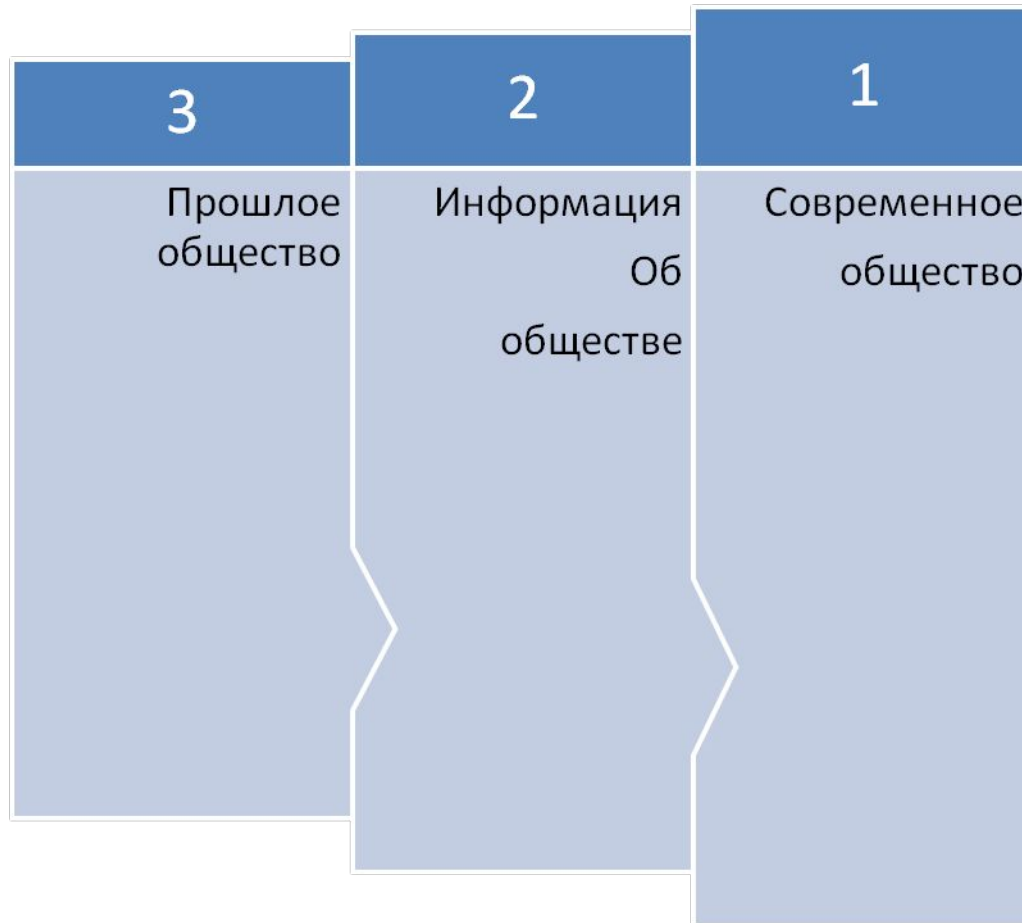 3
Прошлое
общество
2
Информация
Об
обществе
1
Современное
общество